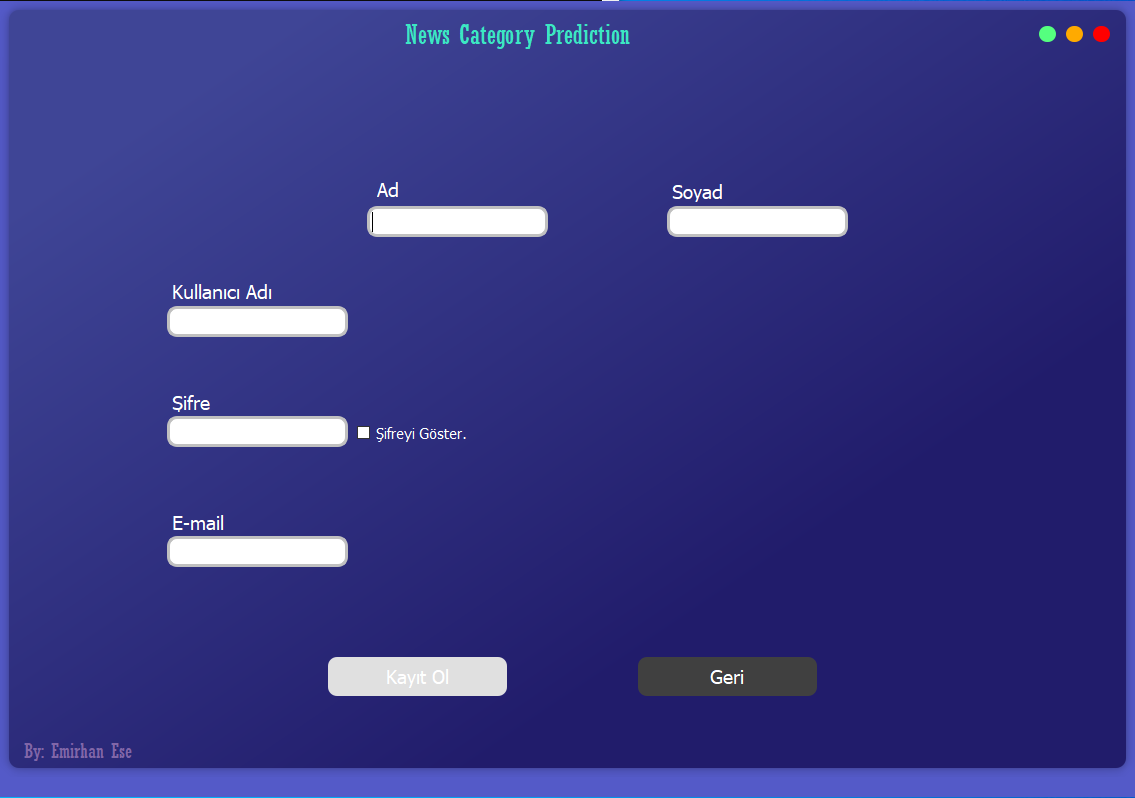 News Category Prediction
Ad
Soyad
Kullanıcı Adı
Şifre
Şifreyi Göster.
E-mail
Kayıt Ol
Geri
By: Emirhan Ese